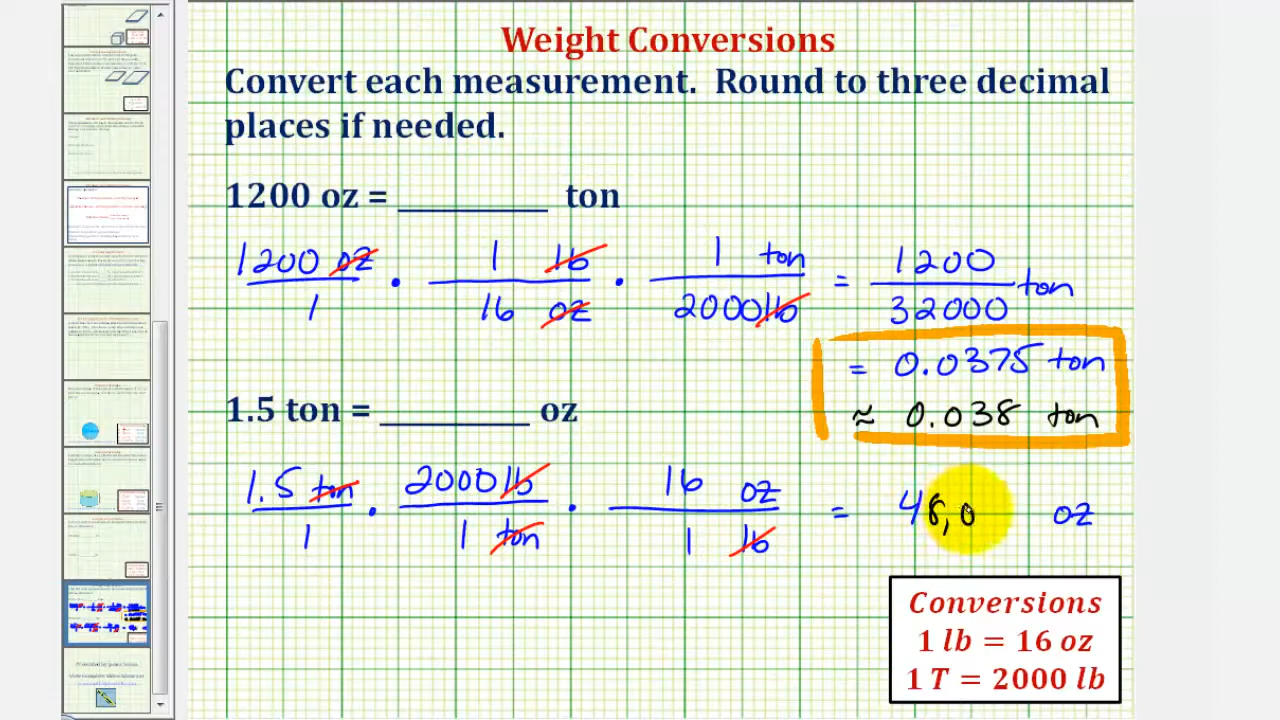 Weight Conversions
Convert each measurement. Round to three decimal
places if needed.
1200 oz = ________ ton
1200 oz / 1 · 1 lb / 16 oz · 1 ton / 2000 lb = 1200 / 32000 ton
= 0.0375 ton
≈ 0.038 ton
1.5 ton = ________ oz
1.5 ton / 1 · 2000 lb / 1 ton · 16 oz / 1 lb = 48,0 oz
Conversions
1 lb = 16 oz
1 T = 2000 lb